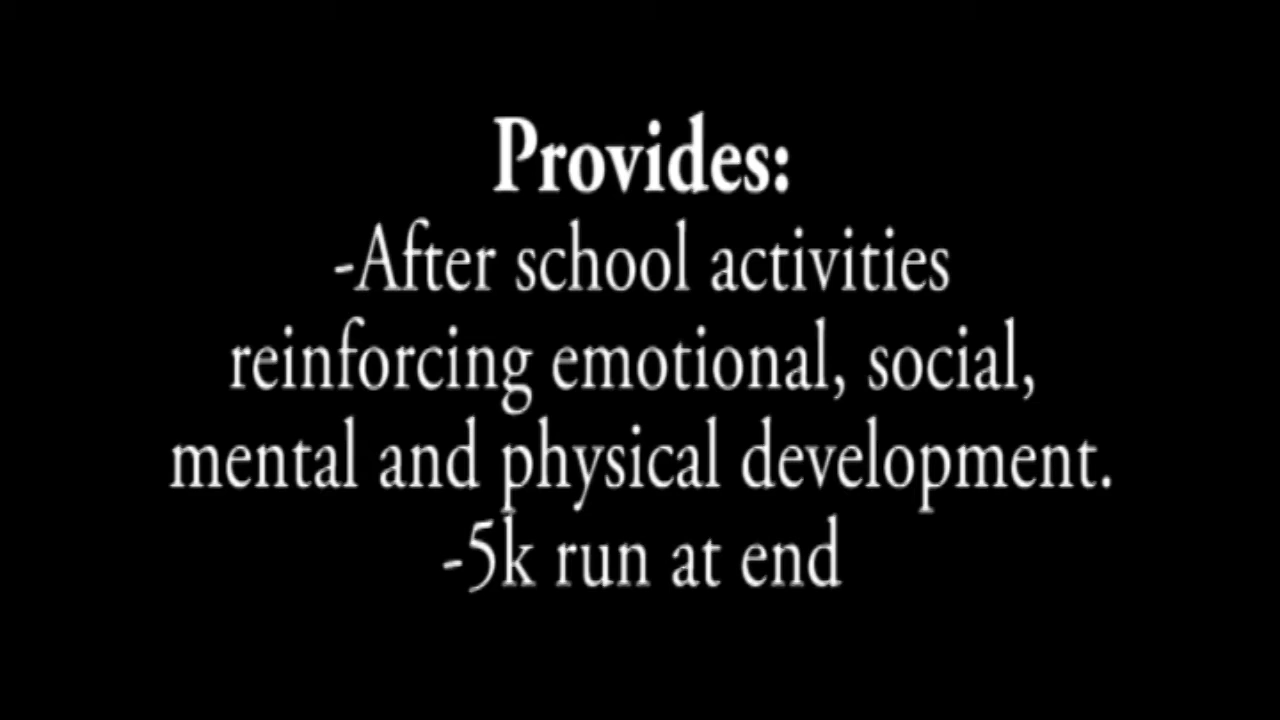 Provides:
-After school activities
reinforcing emotional, social,
mental and physical development.
-5k run at end